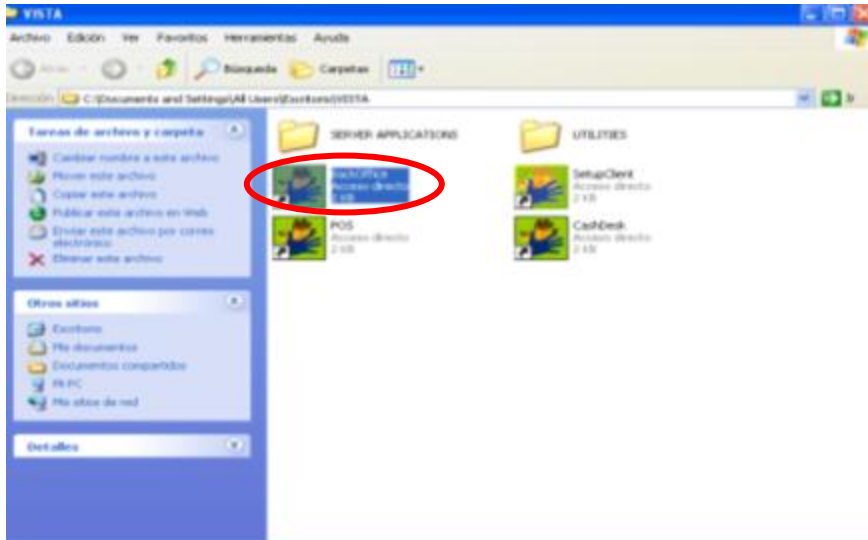 VISTA
Archivo Edición Ver Favoritos Herramientas Ayuda
Búsqueda Carpetas
C:\Documents and Settings\All Users\Escritorio\VISTA
Tareas de archivo y carpeta
Cambiar nombre a este archivo
Mover este archivo
Copiar este archivo
Publicar este archivo en Web
Enviar este archivo por correo
electrónico
Eliminar este archivo
Otros sitios
Escritorio
Mis documentos
Documentos compartidos
Mi PC
Mis sitios de red
Detalles
SERVER APPLICATIONS
UTILITIES
BackOffice
Acceso directo
2 KB
SetupClient
Acceso directo
2 KB
POS
Acceso directo
2 KB
CashDesk
Acceso directo
2 KB